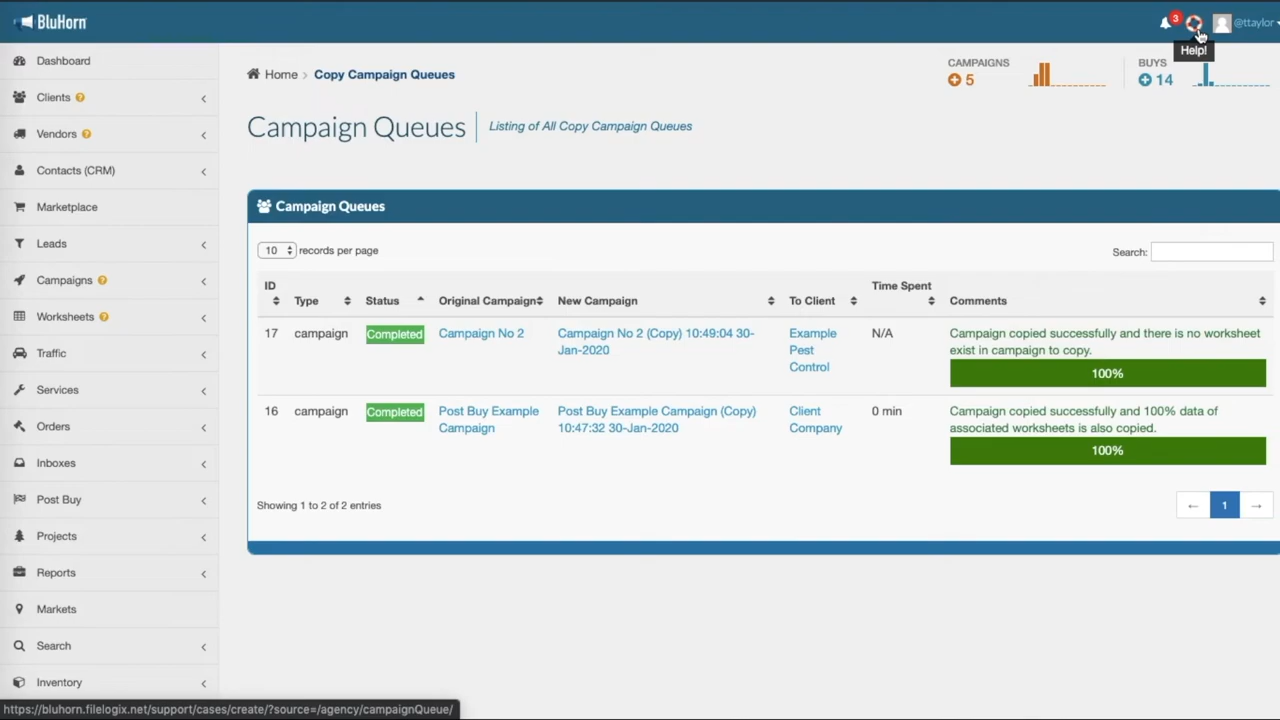 BluHorn
3
@ttaylor
Help!
Dashboard
Clients
Vendors
Contacts (CRM)
Marketplace
Leads
Campaigns
Worksheets
Traffic
Services
Orders
Inboxes
Post Buy
Projects
Reports
Markets
Search
Inventory
Home > Copy Campaign Queues
CAMPAIGNS
5
BUYS
14
Campaign Queues
Listing of All Copy Campaign Queues
Campaign Queues
10 records per page
Search:
ID
Type
Status
Original Campaign
New Campaign
To Client
Time Spent
Comments
17
campaign
Completed
Campaign No 2
Campaign No 2 (Copy) 10:49:04 30-
Jan-2020
Example
Pest
Control
N/A
Campaign copied successfully and there is no worksheet
exist in campaign to copy.
100%
16
campaign
Completed
Post Buy Example
Campaign
Post Buy Example Campaign (Copy)
10:47:32 30-Jan-2020
Client
Company
0 min
Campaign copied successfully and 100% data of
associated worksheets is also copied.
100%
Showing 1 to 2 of 2 entries
← 1 →
https://bluhorn.filelogix.net/support/cases/create/?source=/agency/campaignQueue/